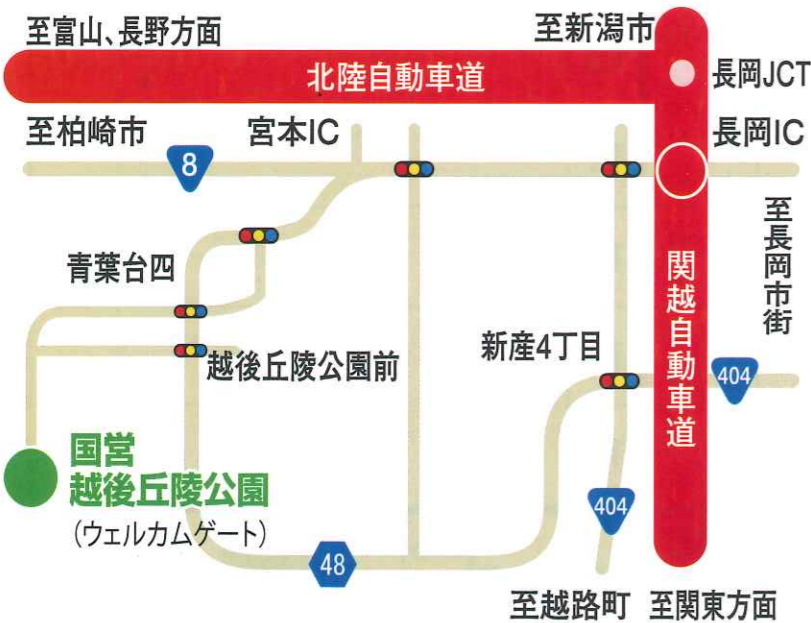 至富山、長野方面
至新潟市
北陸自動車道
長岡JCT
至柏崎市
宮本IC
長岡IC
8
至長岡市街
青葉台四
関越自動車道
越後丘陵公園前
新産4丁目
404
国営
越後丘陵公園
(ウェルカムゲート)
404
48
至越路町
至関東方面